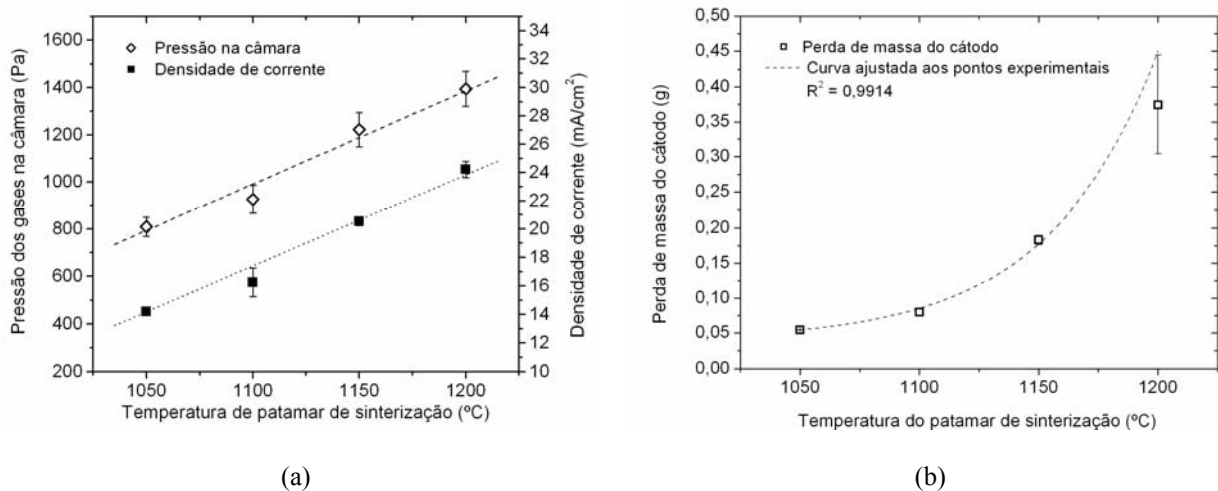 Pressão dos gases na câmara (Pa)
1600
1400
1200
1000
800
600
400
200
Pressão na câmara
Densidade de corrente
34
32
30
28
26
24
22
20
18
16
14
12
10
Densidade de corrente (mA/cm²)
1050 1100 1150 1200
Temperatura de patamar de sinterização (ºC)
(a)
Perda de massa do cátodo (g)
0,50
0,45
0,40
0,35
0,30
0,25
0,20
0,15
0,10
0,05
0,00
Perda de massa do cátodo
Curva ajustada aos pontos experimentais
R² = 0,9914
1050 1100 1150 1200
Temperatura do patamar de sinterização (ºC)
(b)